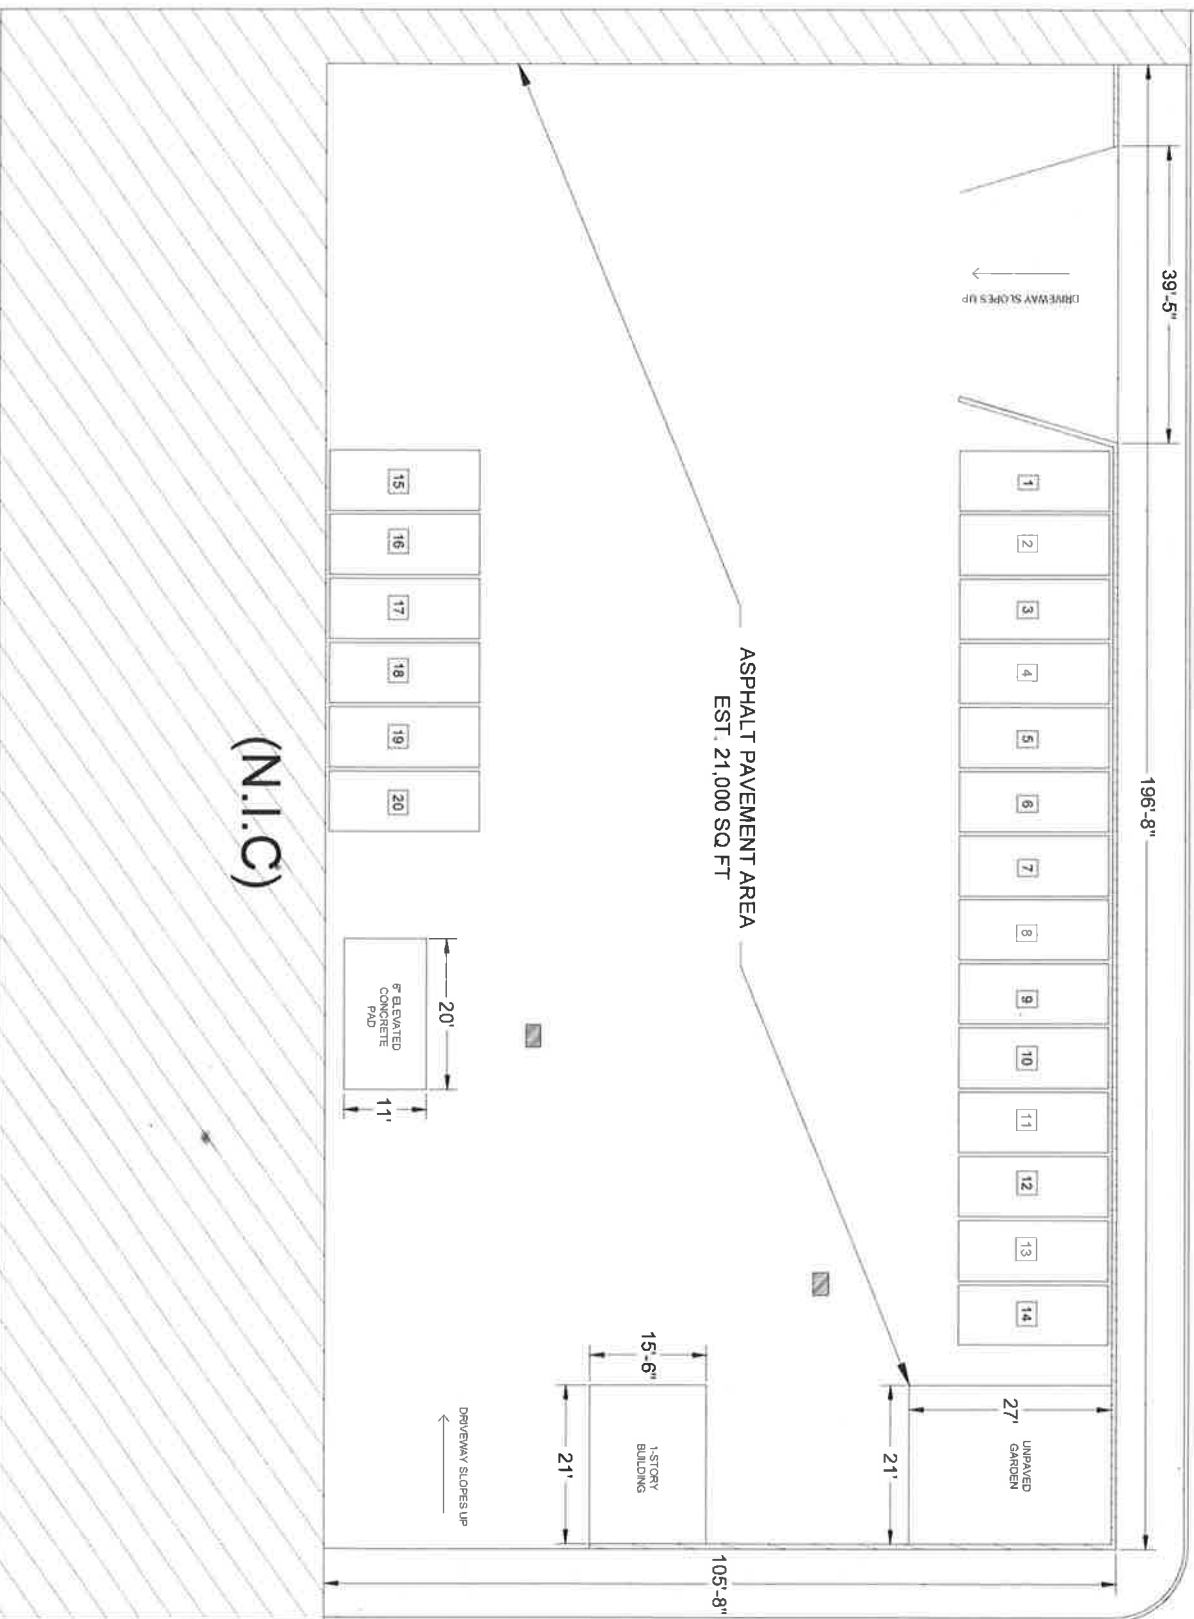 196'-8"
39'-5"
DRIVEWAY SLOPES UP
1
2
3
4
5
6
7
8
9
10
11
12
13
14
UNPAVED
GARDEN
27'
21'
ASPHALT PAVEMENT AREA
EST. 21,000 SQ FT
105'-8"
15'-6"
1-STORY
BUILDING
21'
DRIVEWAY SLOPES UP
15
16
17
18
19
20
20'
6" ELEVATED
CONCRETE
PAD
11'
(N.I.C)